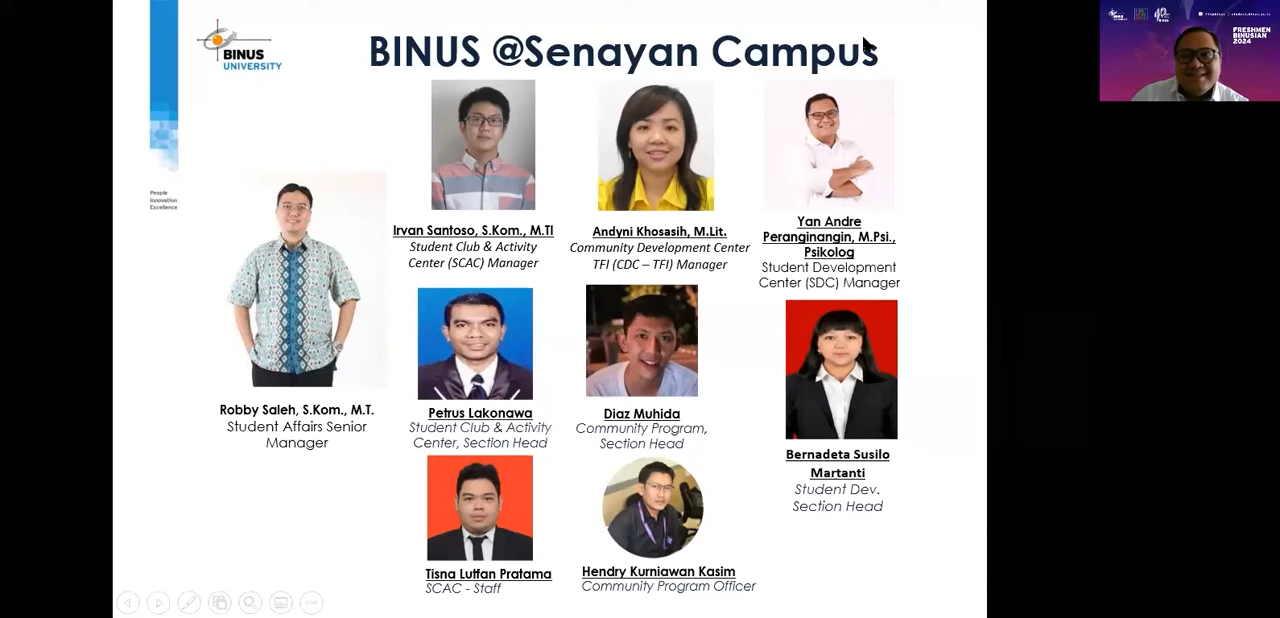 BINUS
UNIVERSITY
BINUS @Senayan Campus
People
Innovation
Excellence
Robby Saleh, S.Kom., M.T.
Student Affairs Senior
Manager
Irvan Santoso, S.Kom., M.TI
Student Club & Activity
Center (SCAC) Manager
Andyni Khosasih, M.Lit.
Community Development Center
TFI (CDC – TFI) Manager
Yan Andre
Peranginangin, M.Psi.,
Psikolog
Student Development
Center (SDC) Manager
Petrus Lakonawa
Student Club & Activity
Center, Section Head
Diaz Muhida
Community Program,
Section Head
Bernadeta Susilo
Martanti
Student Dev.
Section Head
Tisna Lutfan Pratama
SCAC - Staff
Hendry Kurniawan Kasim
Community Program Officer
FRESHMEN
BINUSIAN
2024